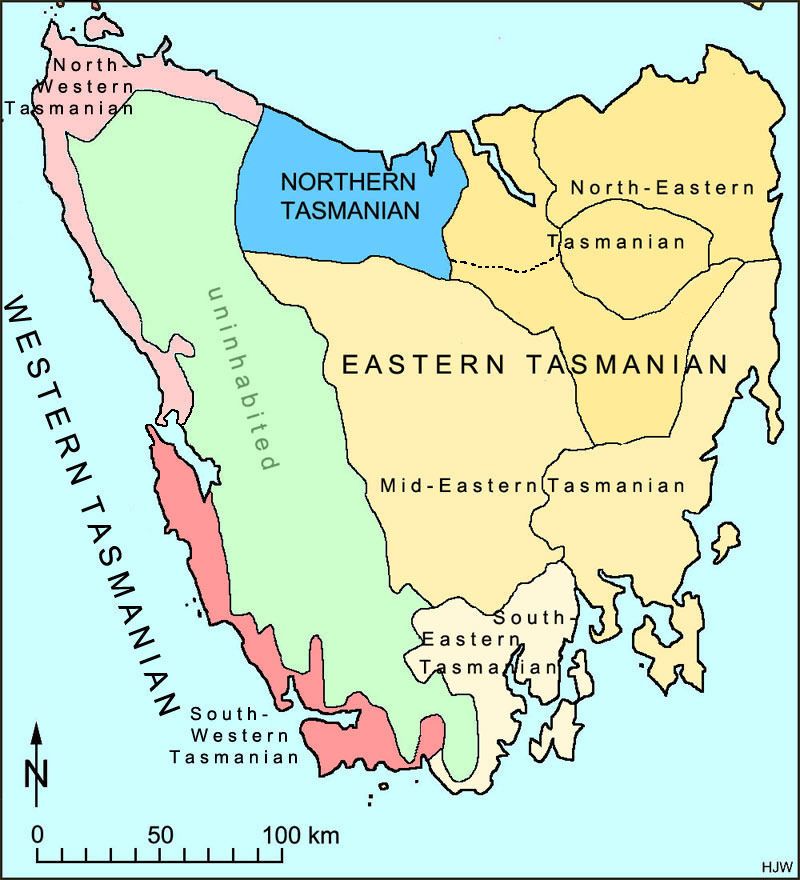 North-
Western
Tasmanian
NORTHERN
TASMANIAN
North-Eastern
Tasmanian
uninhabited
WESTERN TASMANIAN
EASTERN TASMANIAN
Mid-Eastern Tasmanian
South-
Eastern
Tasmanian
South-
Western
Tasmanian
N
0 50 100 km
HJW